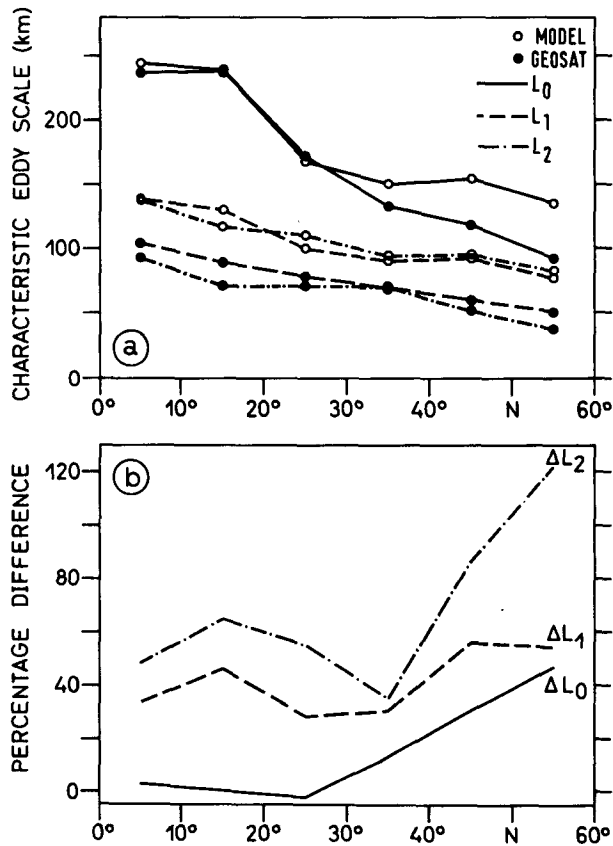 CHARACTERISTIC EDDY SCALE (km)
200
100
0
MODEL
GEOSAT
L0
L1
L2
a
0° 10° 20° 30° 40° N 60°
PERCENTAGE DIFFERENCE
120
80
40
0
b
ΔL2
ΔL1
ΔL0
0° 10° 20° 30° 40° N 60°